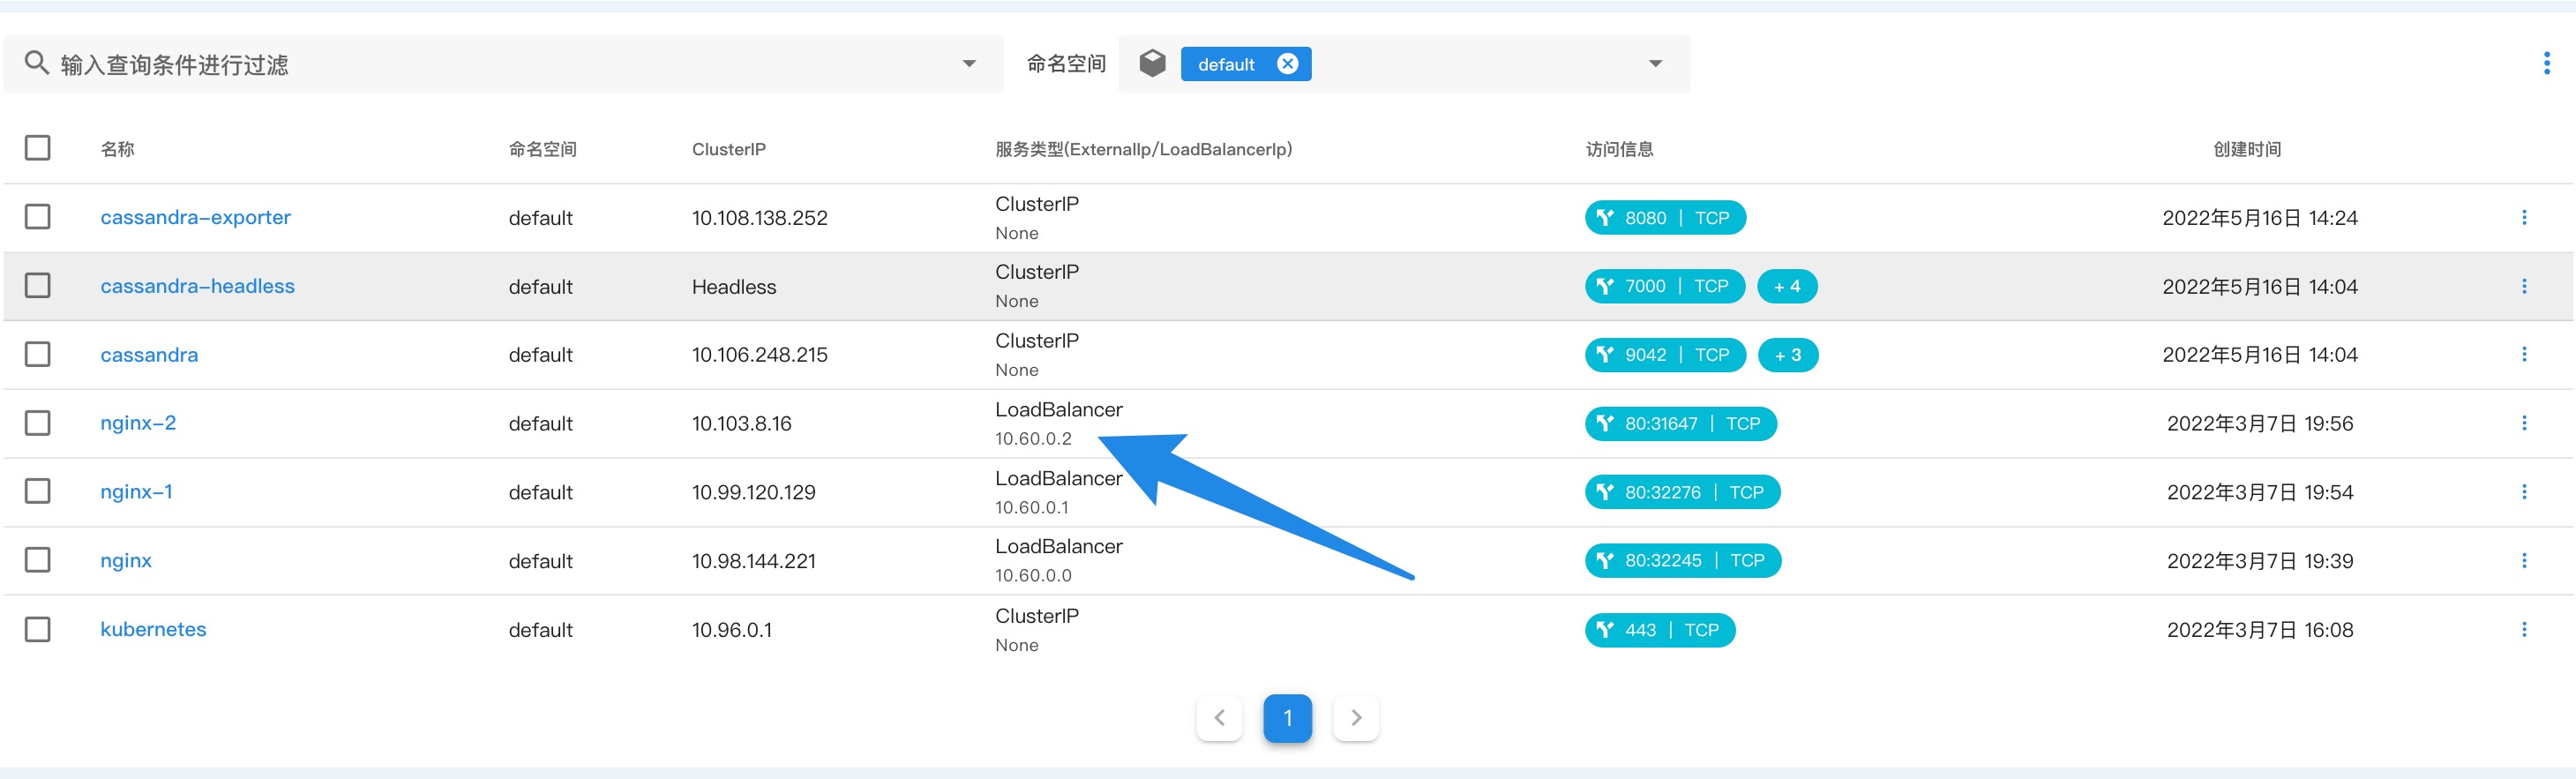 输入查询条件进行过滤 命名空间 default
名称 命名空间 ClusterIP 服务类型(ExternalIp/LoadBalancerIp) 访问信息 创建时间
cassandra-exporter default 10.108.138.252 ClusterIP None 8080 | TCP 2022年5月16日 14:24
cassandra-headless default Headless ClusterIP None 7000 | TCP + 4 2022年5月16日 14:04
cassandra default 10.106.248.215 ClusterIP None 9042 | TCP + 3 2022年5月16日 14:04
nginx-2 default 10.103.8.16 LoadBalancer 10.60.0.2 80:31647 | TCP 2022年3月7日 19:56
nginx-1 default 10.99.120.129 LoadBalancer 10.60.0.1 80:32276 | TCP 2022年3月7日 19:54
nginx default 10.98.144.221 LoadBalancer 10.60.0.0 80:32245 | TCP 2022年3月7日 19:39
kubernetes default 10.96.0.1 ClusterIP None 443 | TCP 2022年3月7日 16:08
1